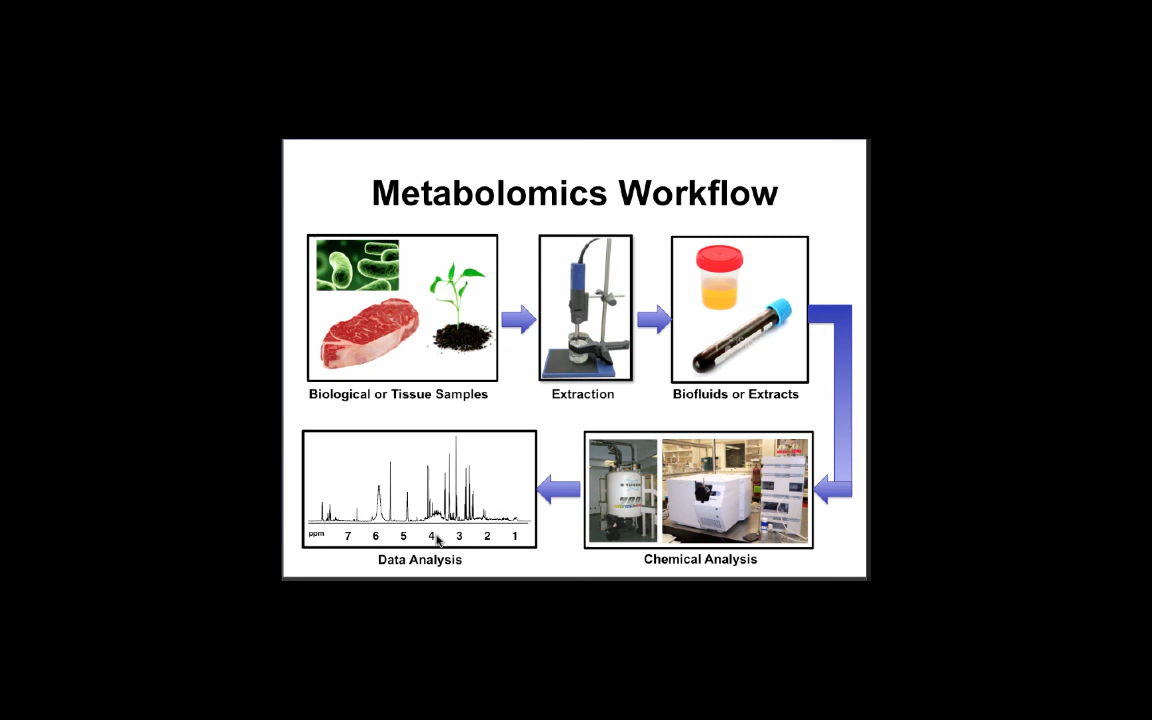 Metabolomics Workflow
Biological or Tissue Samples
Extraction
Biofluids or Extracts
ppm 7 6 5 4 3 2 1
Data Analysis
Chemical Analysis